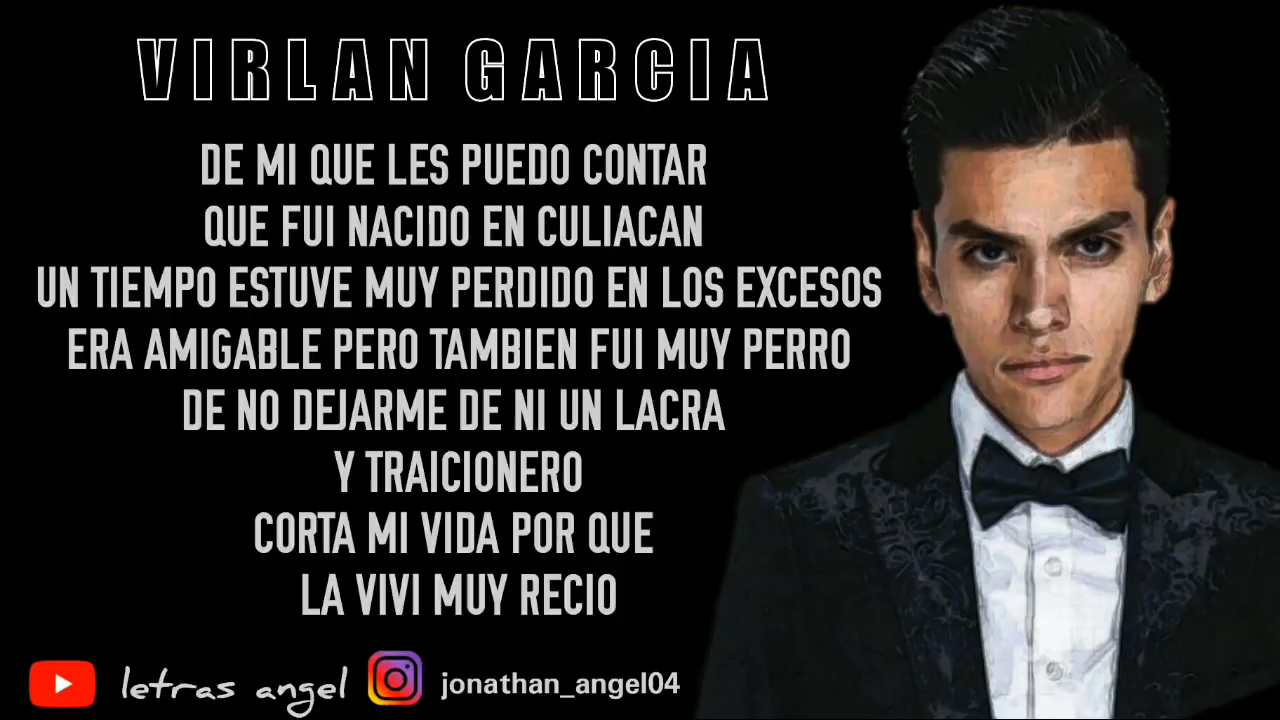 VIRLAN GARCIA
DE MI QUE LES PUEDO CONTAR
QUE FUI NACIDO EN CULIACAN
UN TIEMPO ESTUVE MUY PERDIDO EN LOS EXCESOS
ERA AMIGABLE PERO TAMBIEN FUI MUY PERRO
DE NO DEJARME DE NI UN LACRA
Y TRAICIONERO
CORTA MI VIDA POR QUE
LA VIVI MUY RECIO
letras angel jonathan_angel04